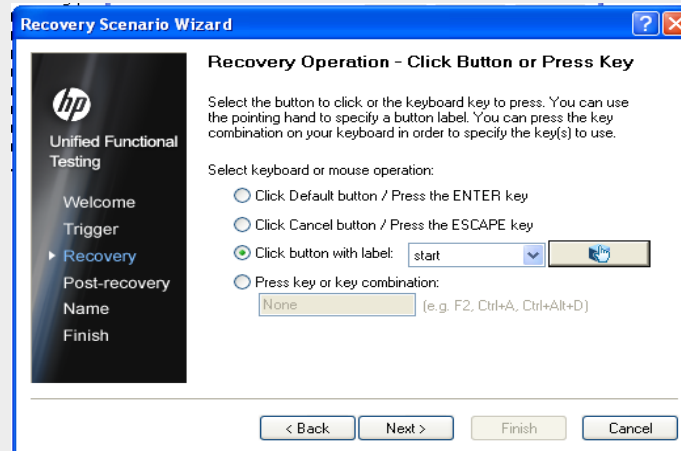 Recovery Scenario Wizard
?
hp
Unified Functional
Testing
Welcome
Trigger
Recovery
Post-recovery
Name
Finish
Recovery Operation - Click Button or Press Key
Select the button to click or the keyboard key to press. You can use
the pointing hand to specify a button label. You can press the key
combination on your keyboard in order to specify the key(s) to use.
Select keyboard or mouse operation:
Click Default button / Press the ENTER key
Click Cancel button / Press the ESCAPE key
Click button with label: start
Press key or key combination:
None (e.g. F2, Ctrl+A, Ctrl+Alt+D)
< Back Next > Finish Cancel